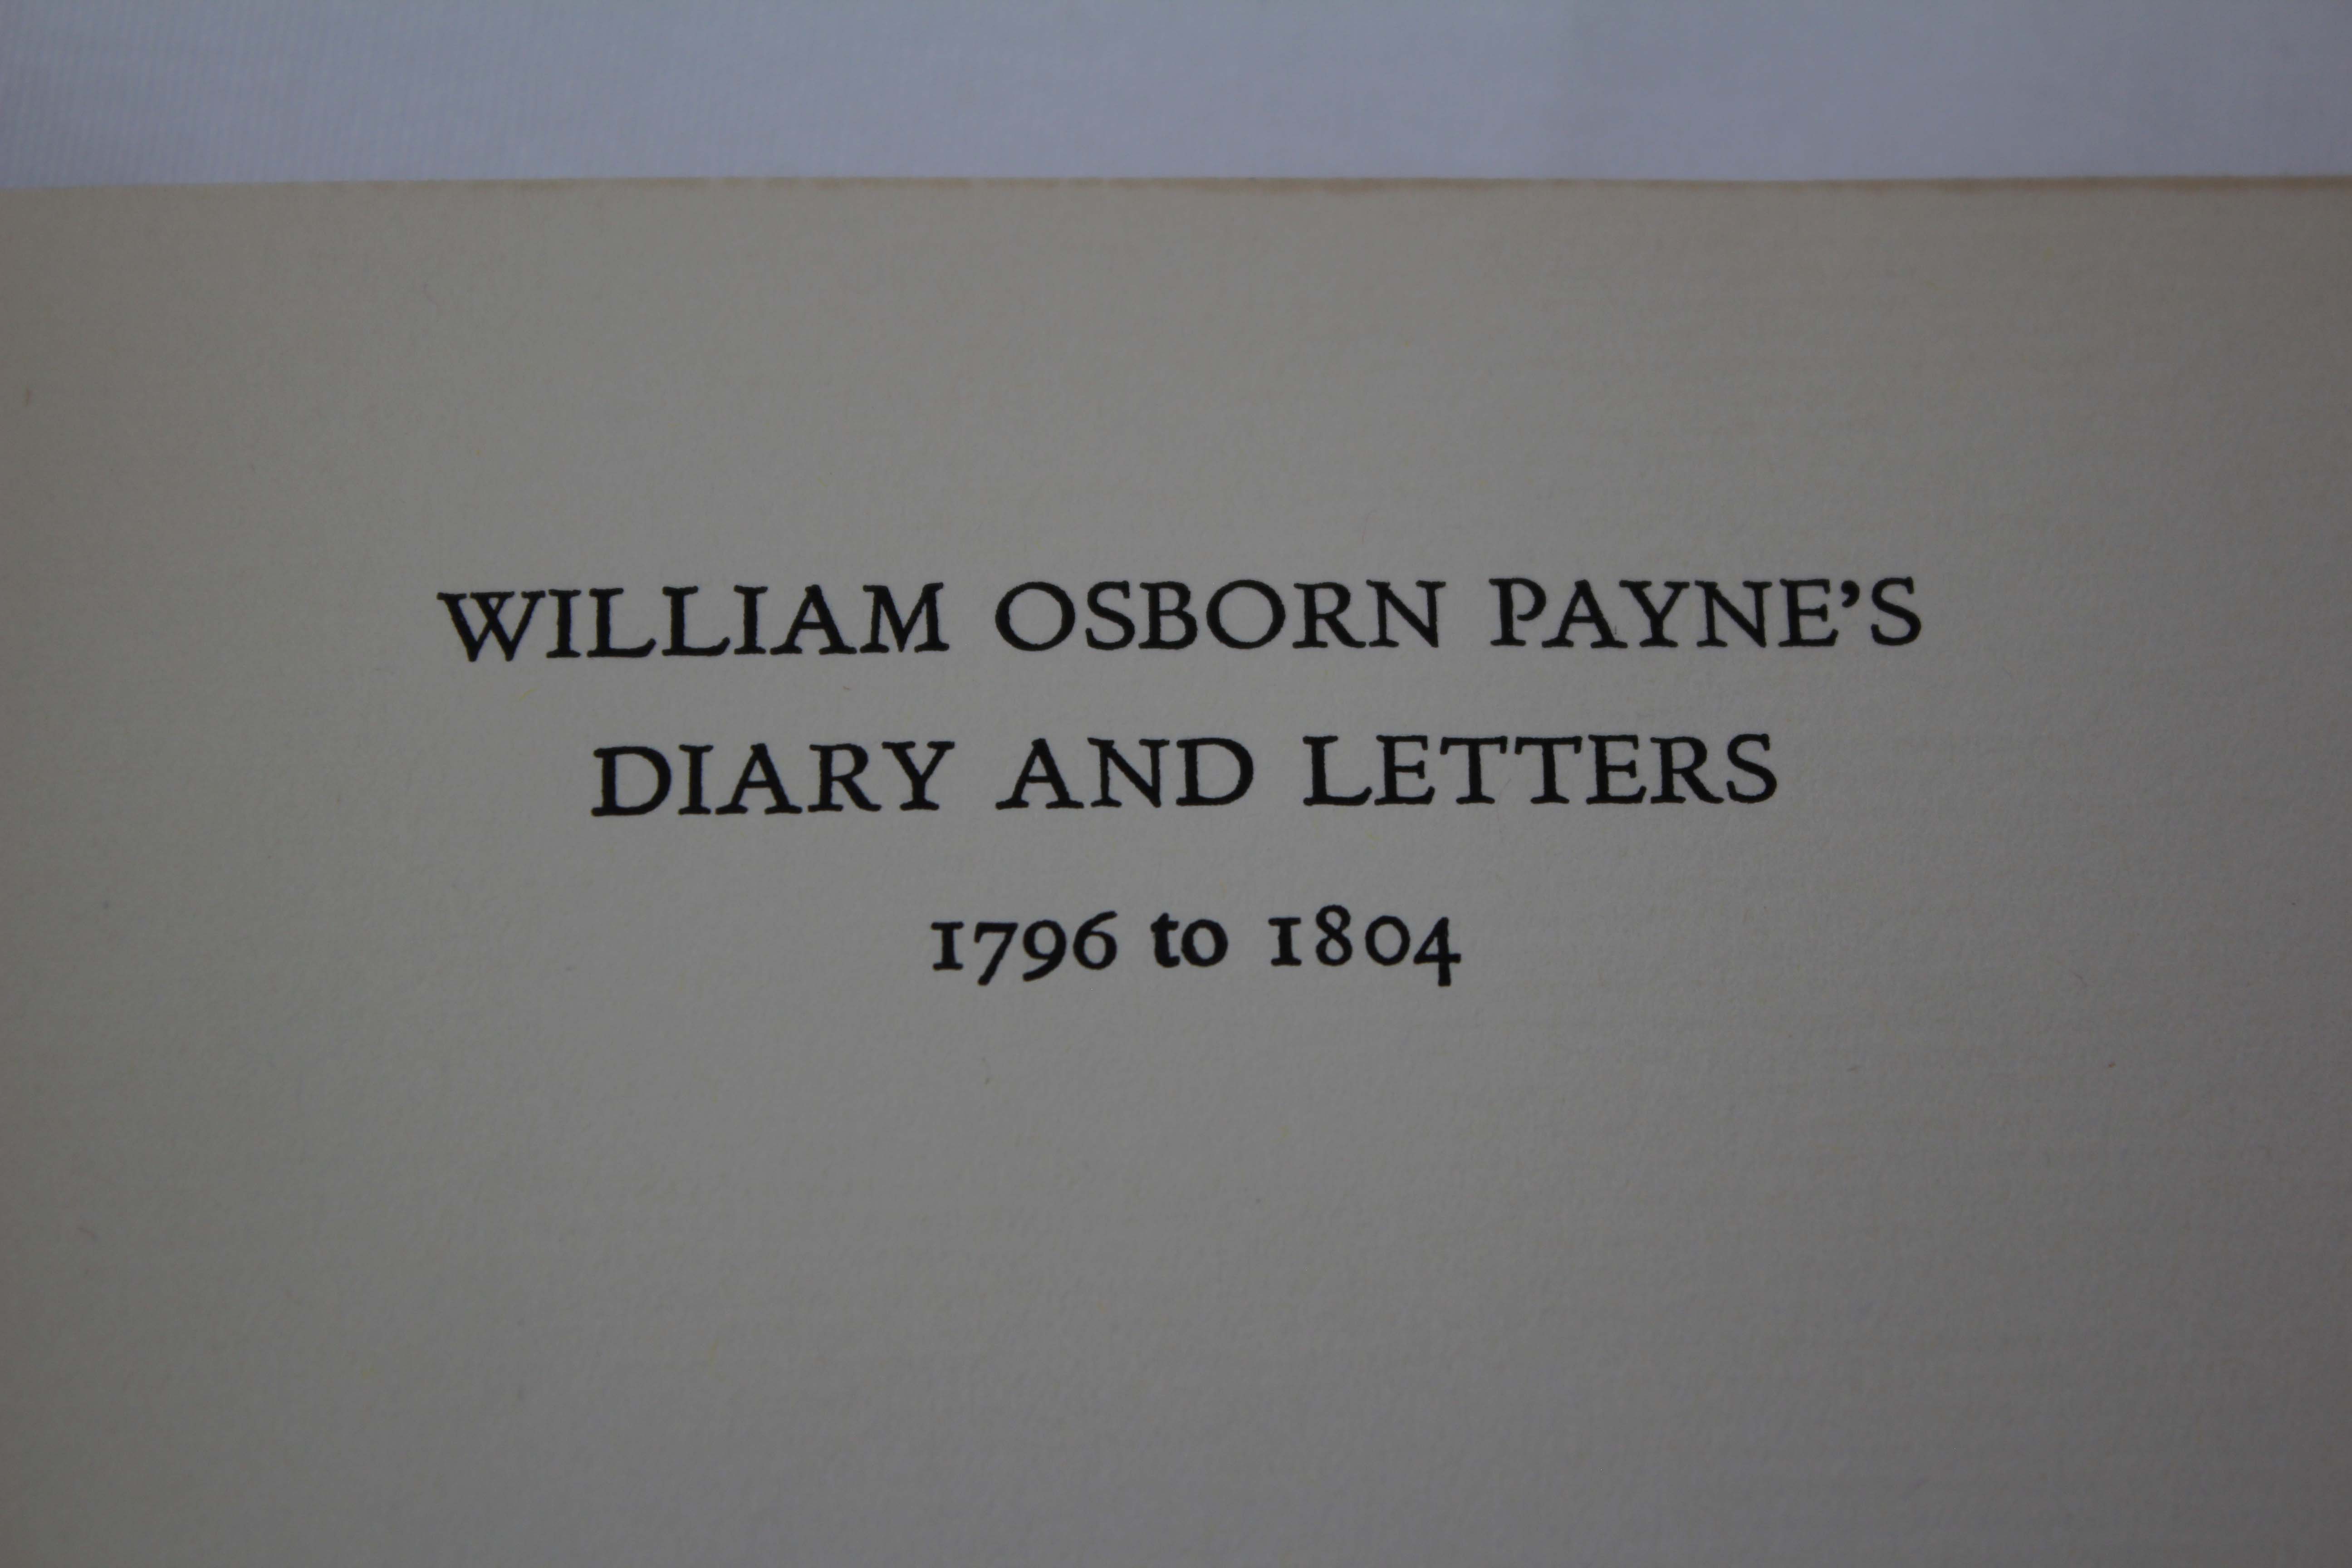 WILLIAM OSBORN PAYNE’S
DIARY AND LETTERS
1796 to 1804